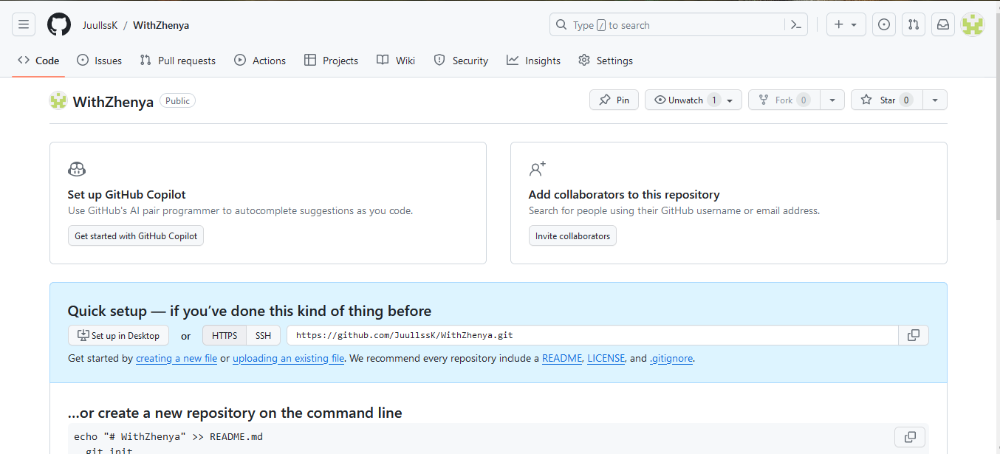 JuullssK / WithZhenya
Type / to search
Code Issues Pull requests Actions Projects Wiki Security Insights Settings
WithZhenya Public
Pin Unwatch 1 Fork 0 Star 0
Set up GitHub Copilot
Use GitHub's AI pair programmer to autocomplete suggestions as you code.
Get started with GitHub Copilot
Add collaborators to this repository
Search for people using their GitHub username or email address.
Invite collaborators
Quick setup — if you’ve done this kind of thing before
Set up in Desktop or HTTPS SSH https://github.com/JuullssK/WithZhenya.git
Get started by creating a new file or uploading an existing file. We recommend every repository include a README, LICENSE, and .gitignore.
…or create a new repository on the command line
echo "# WithZhenya" >> README.md
git init